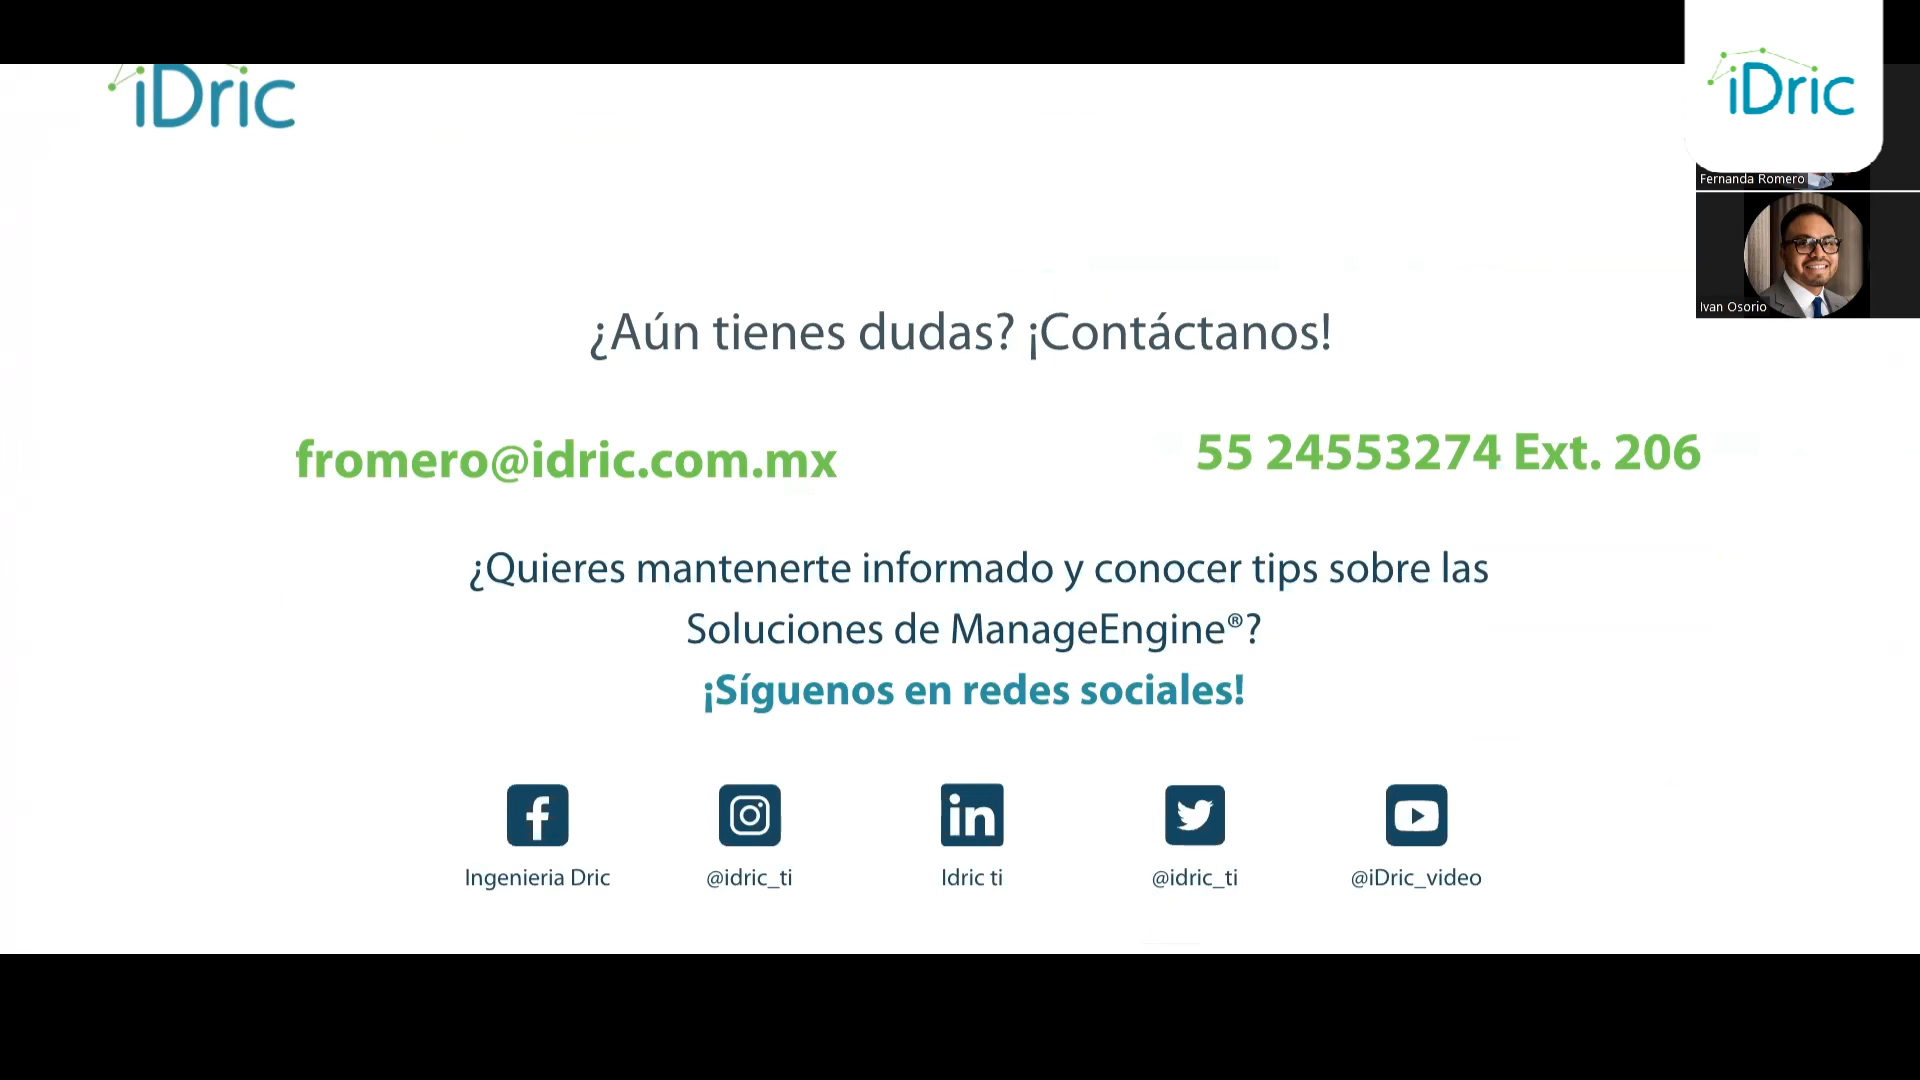 iDric
iDric
Fernanda Romero
Ivan Osorio
¿Aún tienes dudas? ¡Contáctanos!
fromero@idric.com.mx
55 24553274 Ext. 206
¿Quieres mantenerte informado y conocer tips sobre las
Soluciones de ManageEngine®?
¡Síguenos en redes sociales!
Ingenieria Dric
@idric_ti
Idric ti
@idric_ti
@iDric_video